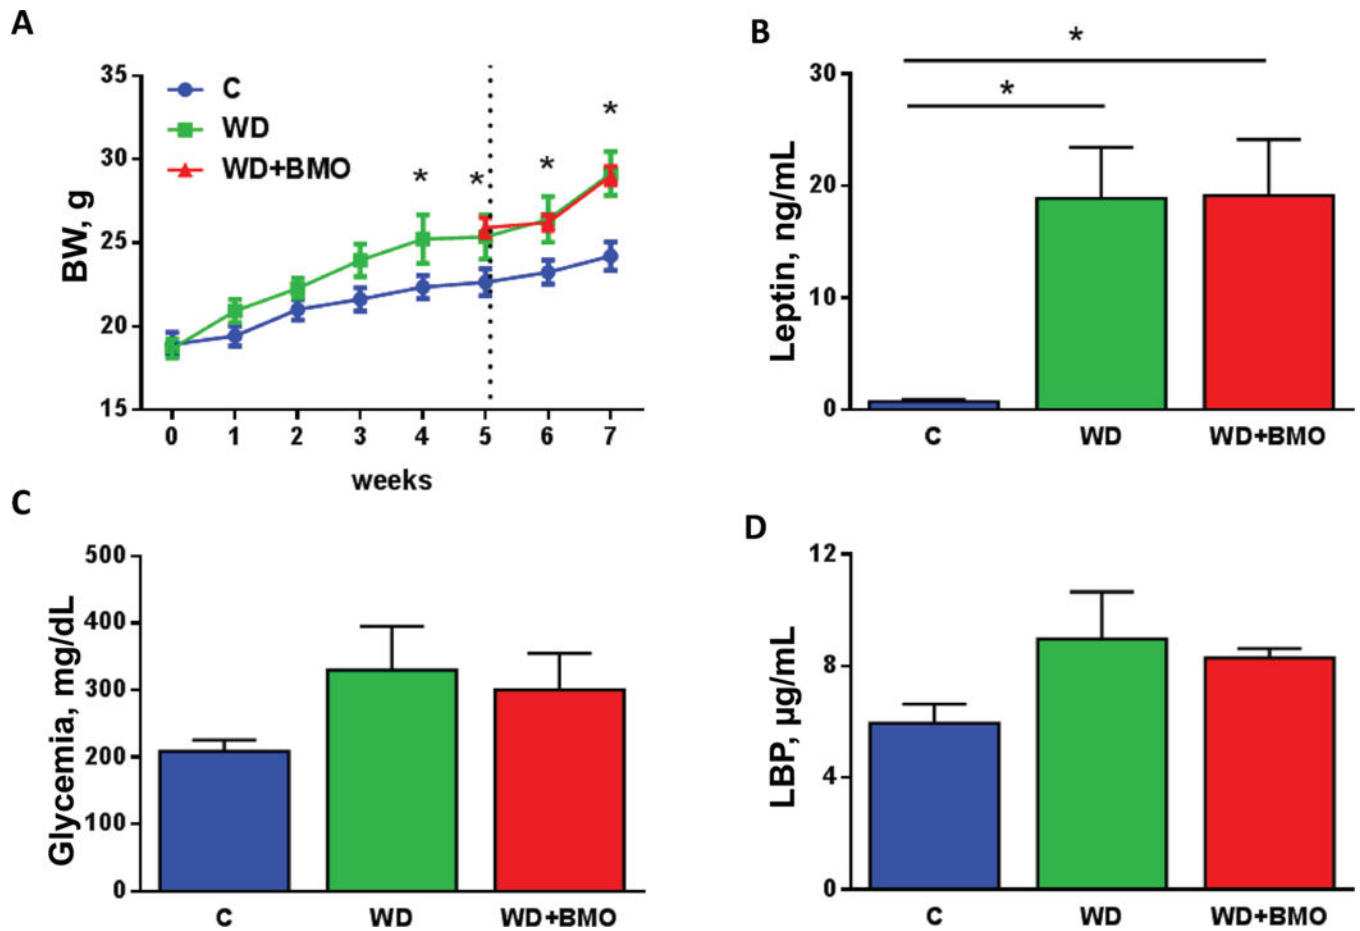 A
BW, g
35
30
25
20
15
C
WD
WD+BMO
*
*
*
*
0 1 2 3 4 5 6 7
weeks
B
Leptin, ng/mL
30
20
10
0
*
*
C WD WD+BMO
C
Glycemia, mg/dL
500
400
300
200
100
0
C WD WD+BMO
D
LBP, µg/mL
12
8
4
0
C WD WD+BMO